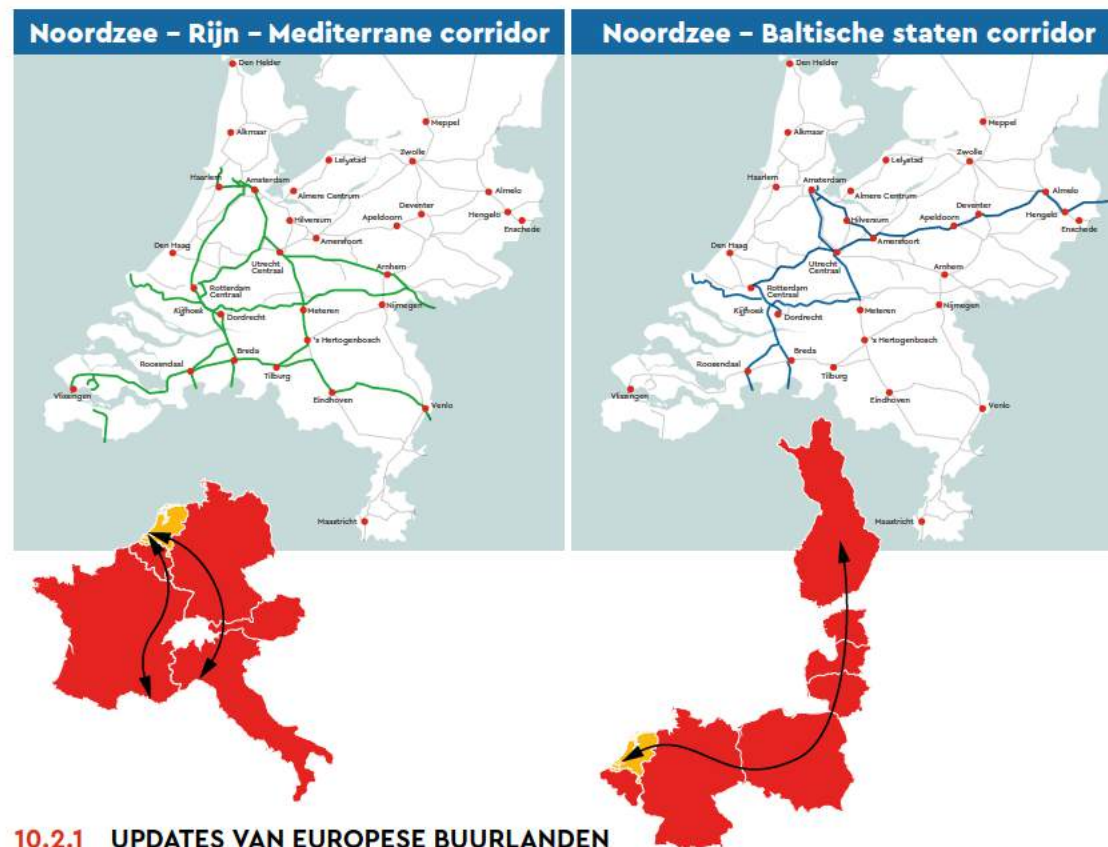 Noordzee – Rijn – Mediterrane corridor
Den Helder
Meppel
Alkmaar
Zwolle
Lelystad
Haarlem
Amsterdam
Almere Centrum
Almelo
Deventer
Hengelo
Hilversum
Apeldoorn
Enschede
Amersfoort
Den Haag
Utrecht
Centraal
Arnhem
Rotterdam
Centraal
Nijmegen
Kijfhoek
Dordrecht
Meteren
's Hertogenbosch
Breda
Roosendaal
Tilburg
Vlissingen
Eindhoven
Venlo
Maastricht
Noordzee – Baltische staten corridor
Den Helder
Meppel
Alkmaar
Zwolle
Lelystad
Haarlem
Amsterdam
Almere Centrum
Almelo
Deventer
Hengelo
Hilversum
Apeldoorn
Enschede
Amersfoort
Den Haag
Utrecht
Centraal
Arnhem
Rotterdam
Centraal
Nijmegen
Kijfhoek
Dordrecht
Meteren
's Hertogenbosch
Breda
Roosendaal
Tilburg
Vlissingen
Eindhoven
Venlo
Maastricht
10.2.1 UPDATES VAN EUROPESE BUURLANDEN